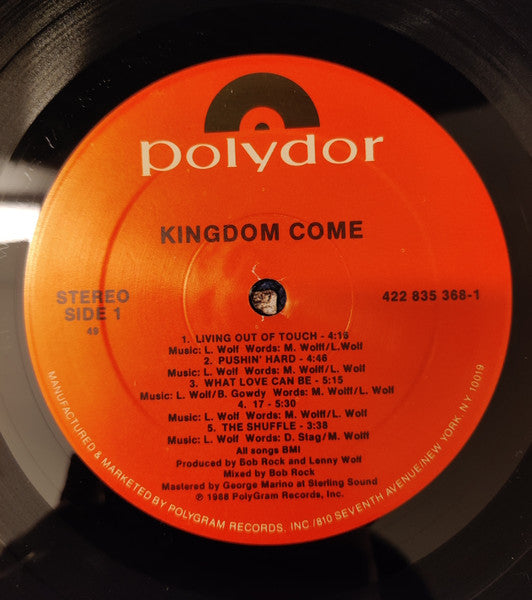 polydor
KINGDOM COME
STEREO
SIDE 1
49
422 835 368-1
1. LIVING OUT OF TOUCH - 4:15
Music: L. Wolf Words: M. Wolff/L. Wolf
2. PUSHIN' HARD - 4:46
Music: L. Wolf Words: M. Wolff/L. Wolf
3. WHAT LOVE CAN BE - 5:15
Music: L. Wolf/B. Gowdy Words: M. Wolff/L. Wolf
4. 17 - 5:30
Music: L. Wolf Words: M. Wolff/L. Wolf
5. THE SHUFFLE - 3:38
Music: L. Wolf Words: D. Stag/M. Wolff
All songs BMI
Produced by Bob Rock and Lenny Wolf
Mixed by Bob Rock
Mastered by George Marino at Sterling Sound
℗ 1988 PolyGram Records, Inc.
MANUFACTURED & MARKETED BY POLYGRAM RECORDS. INC /810 SEVENTH AVENUE/NEW YORK. N.Y. 10019